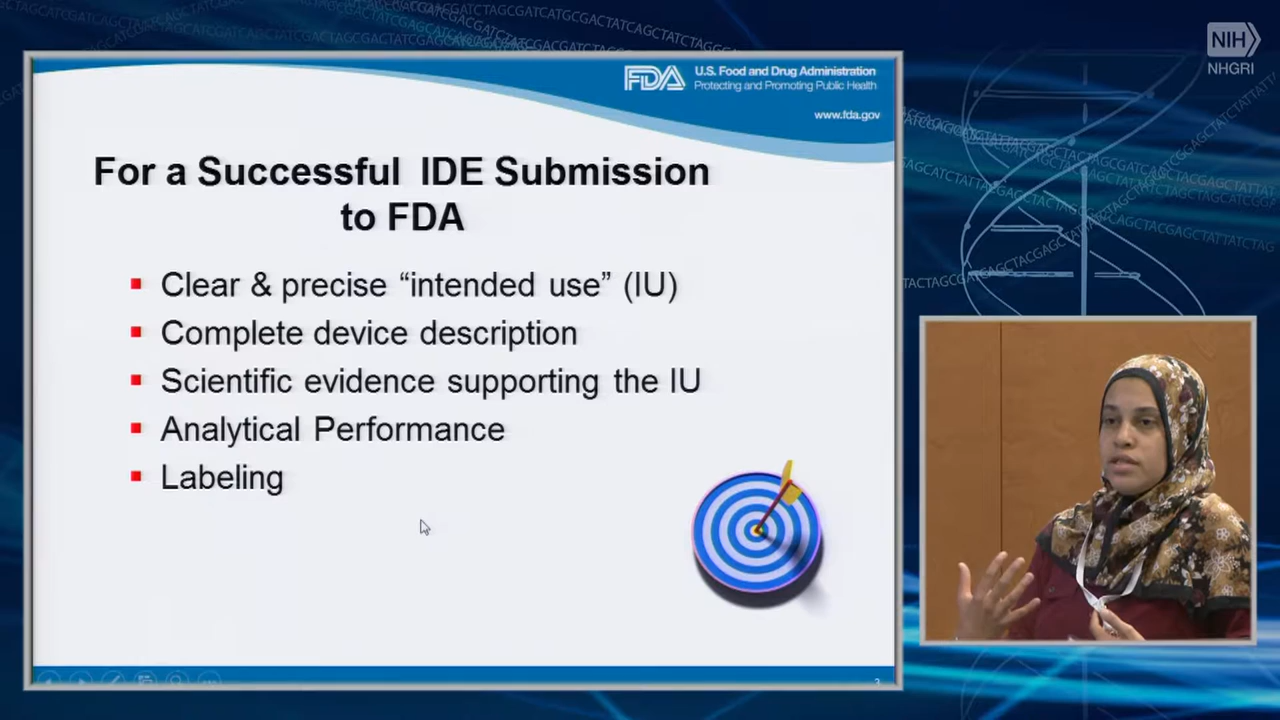 NIH
NHGRI
FDA
U.S. Food and Drug Administration
Protecting and Promoting Public Health
www.fda.gov
For a Successful IDE Submission
to FDA
Clear & precise “intended use” (IU)
Complete device description
Scientific evidence supporting the IU
Analytical Performance
Labeling
3